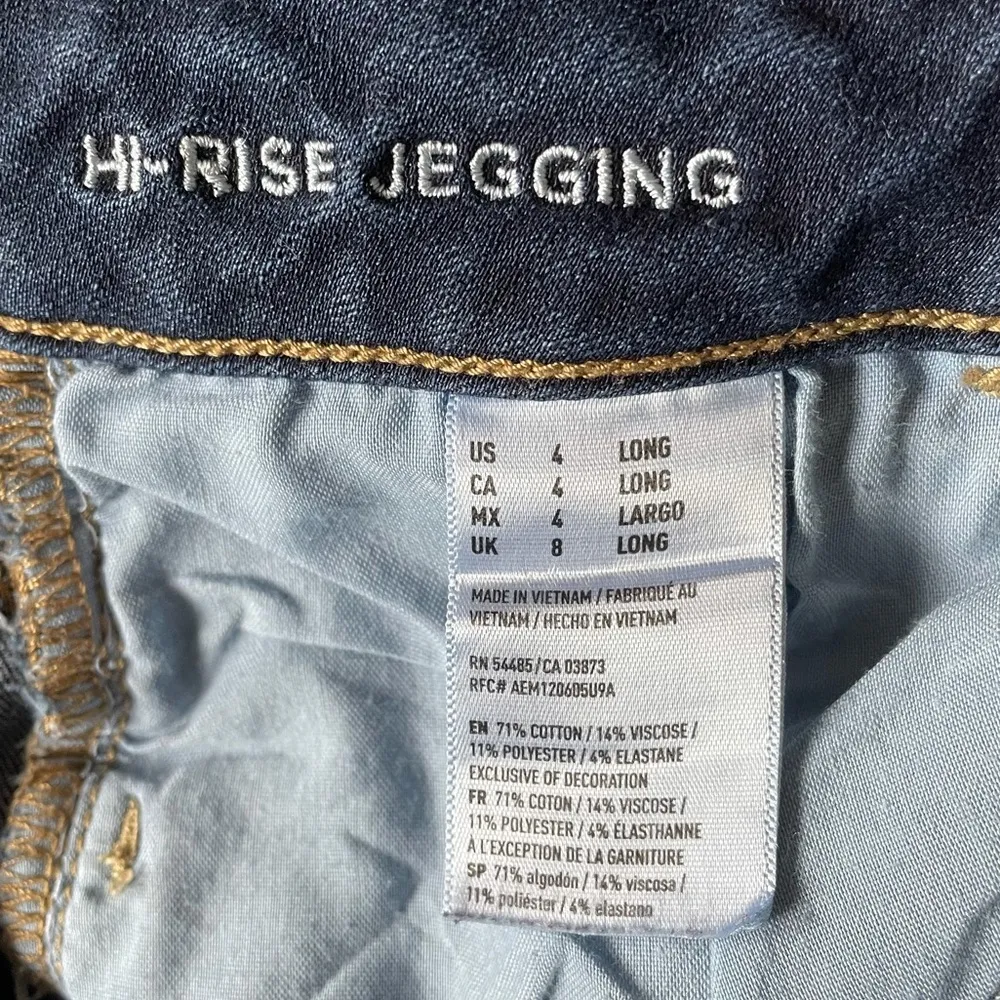 HI-RISE JEGGING
US 4 LONG
CA 4 LONG
MX 4 LARGO
UK 8 LONG
MADE IN VIETNAM / FABRIQUÉ AU
VIETNAM / HECHO EN VIETNAM
RN 54485/CA 03873
RFC# AEM120605U9A
EN 71% COTTON / 14% VISCOSE /
11% POLYESTER / 4% ELASTANE
EXCLUSIVE OF DECORATION
FR 71% COTON / 14% VISCOSE /
11% POLYESTER / 4% ÉLASTHANNE
À L'EXCEPTION DE LA GARNITURE
SP 71% algodón / 14% viscosa /
11% poliéster / 4% elastano